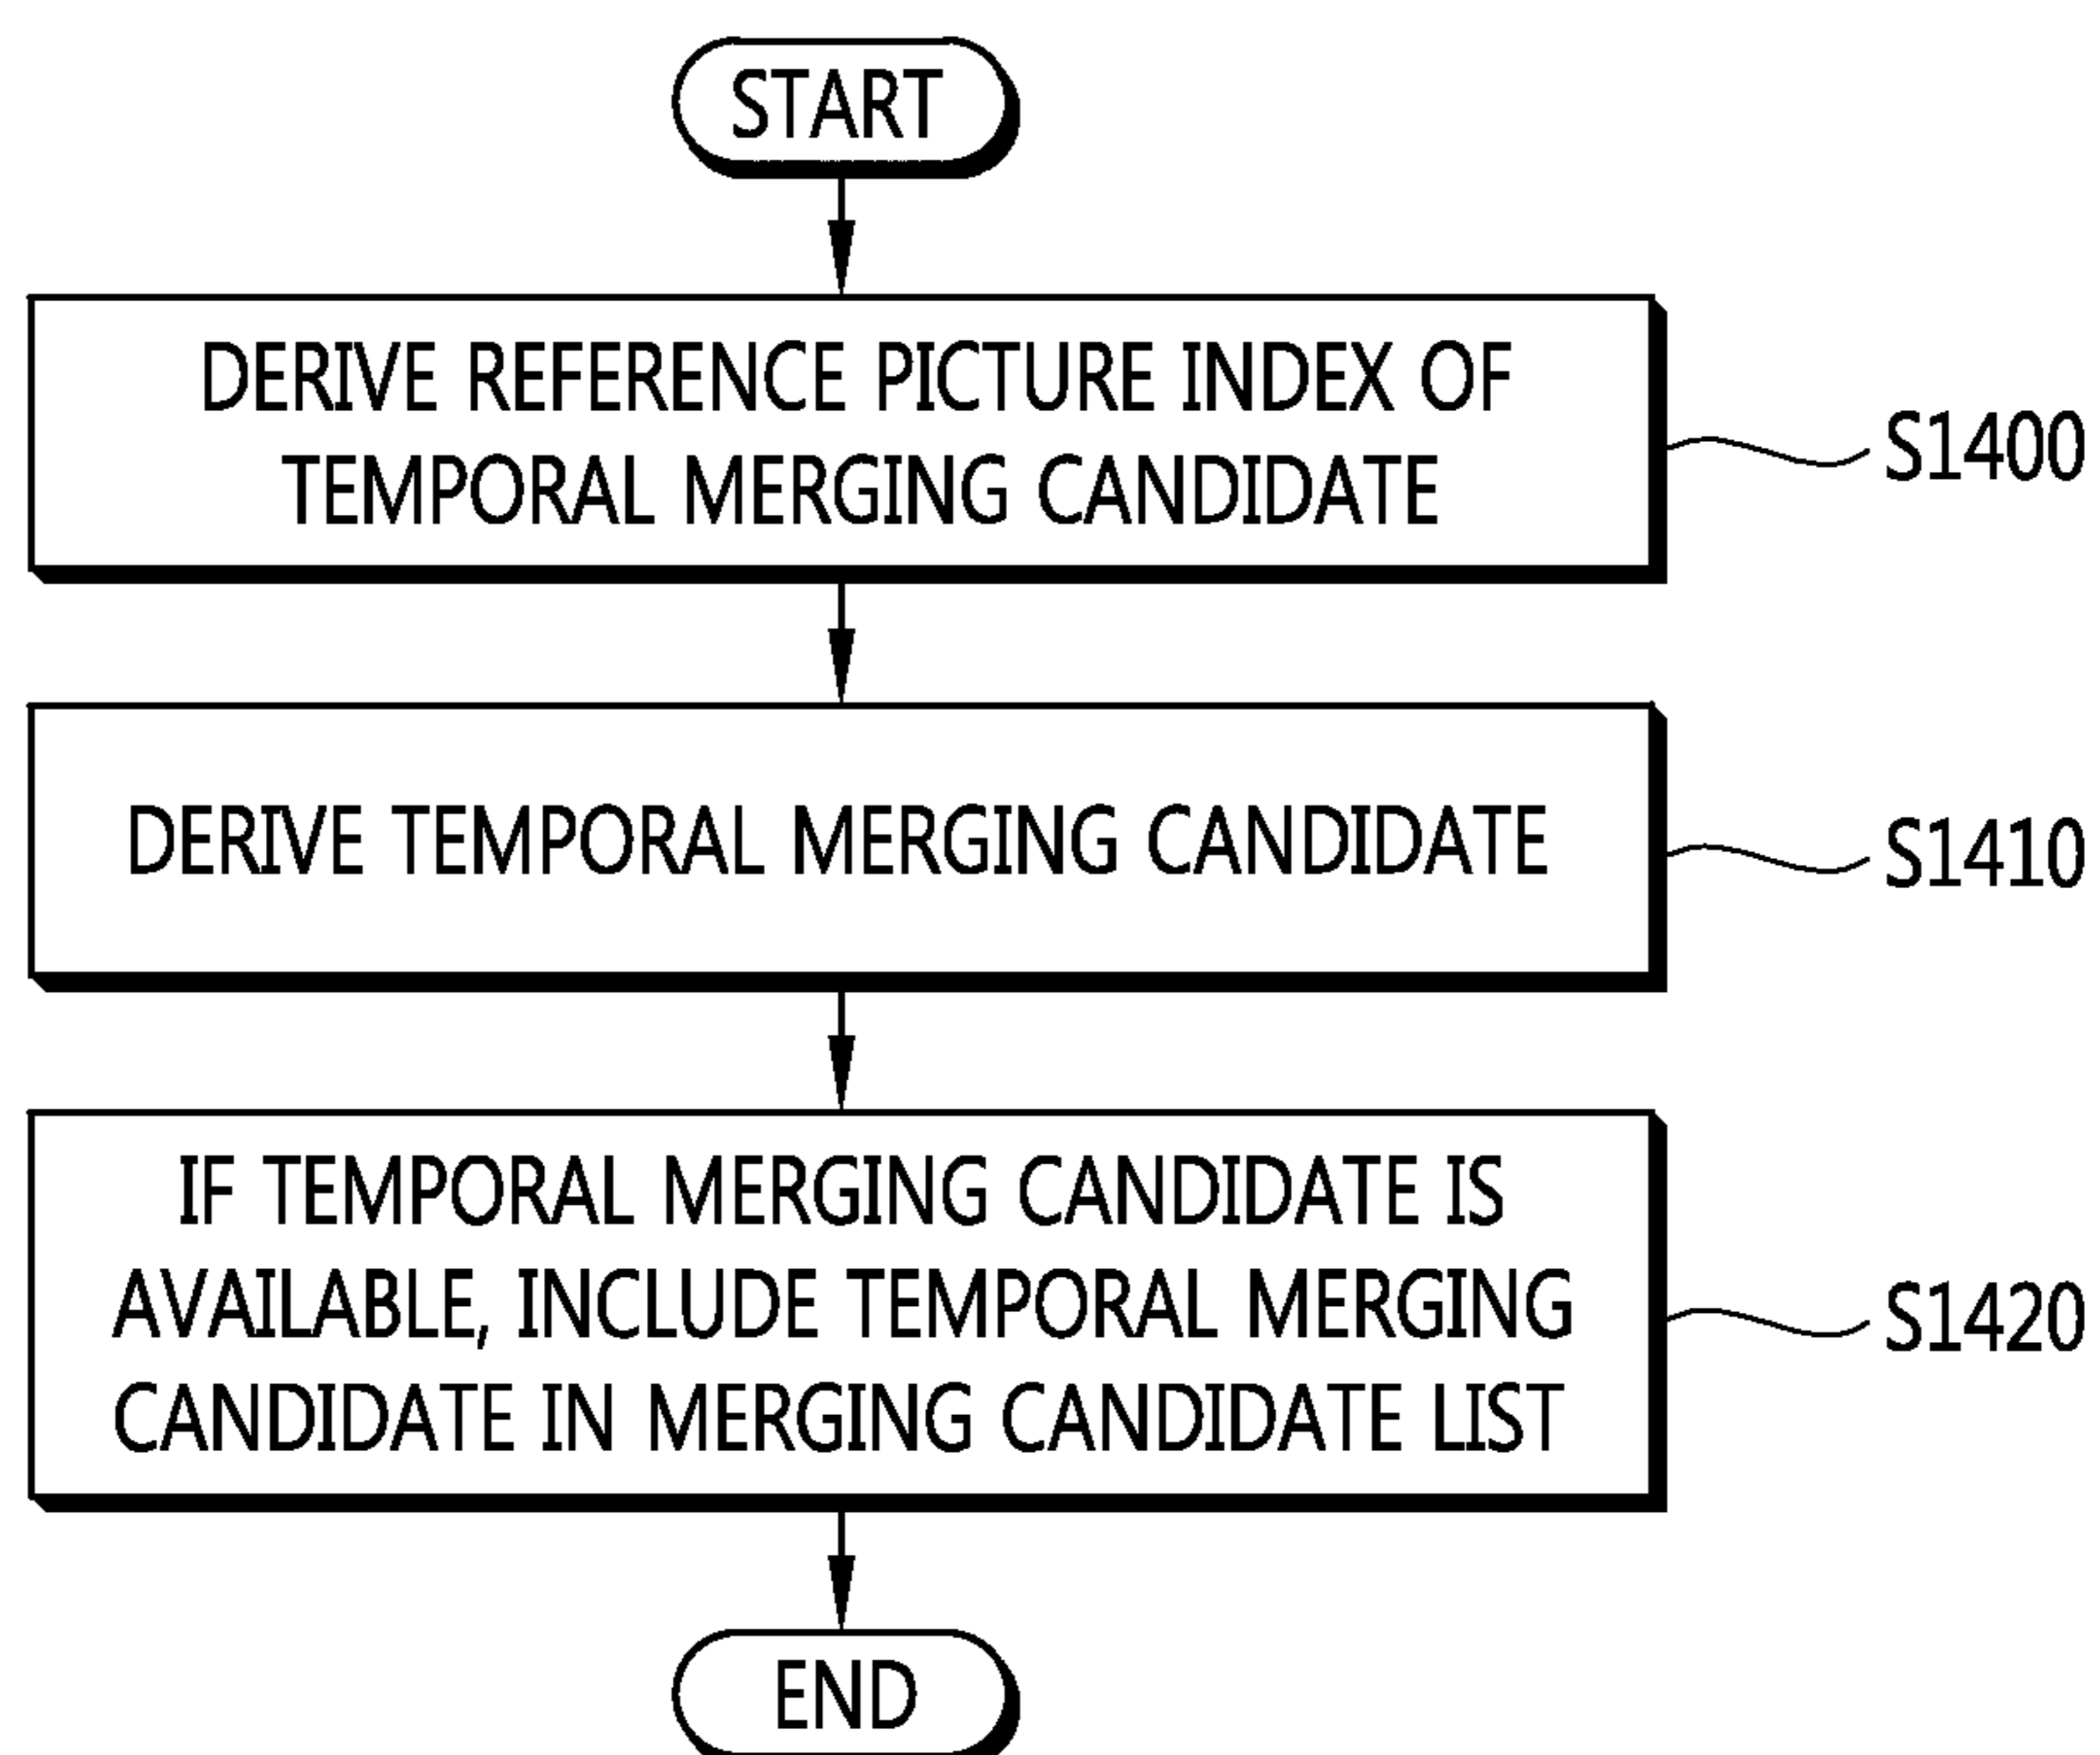 START
DERIVE REFERENCE PICTURE INDEX OF
TEMPORAL MERGING CANDIDATE
S1400
DERIVE TEMPORAL MERGING CANDIDATE
S1410
IF TEMPORAL MERGING CANDIDATE IS
AVAILABLE, INCLUDE TEMPORAL MERGING
CANDIDATE IN MERGING CANDIDATE LIST
S1420
END